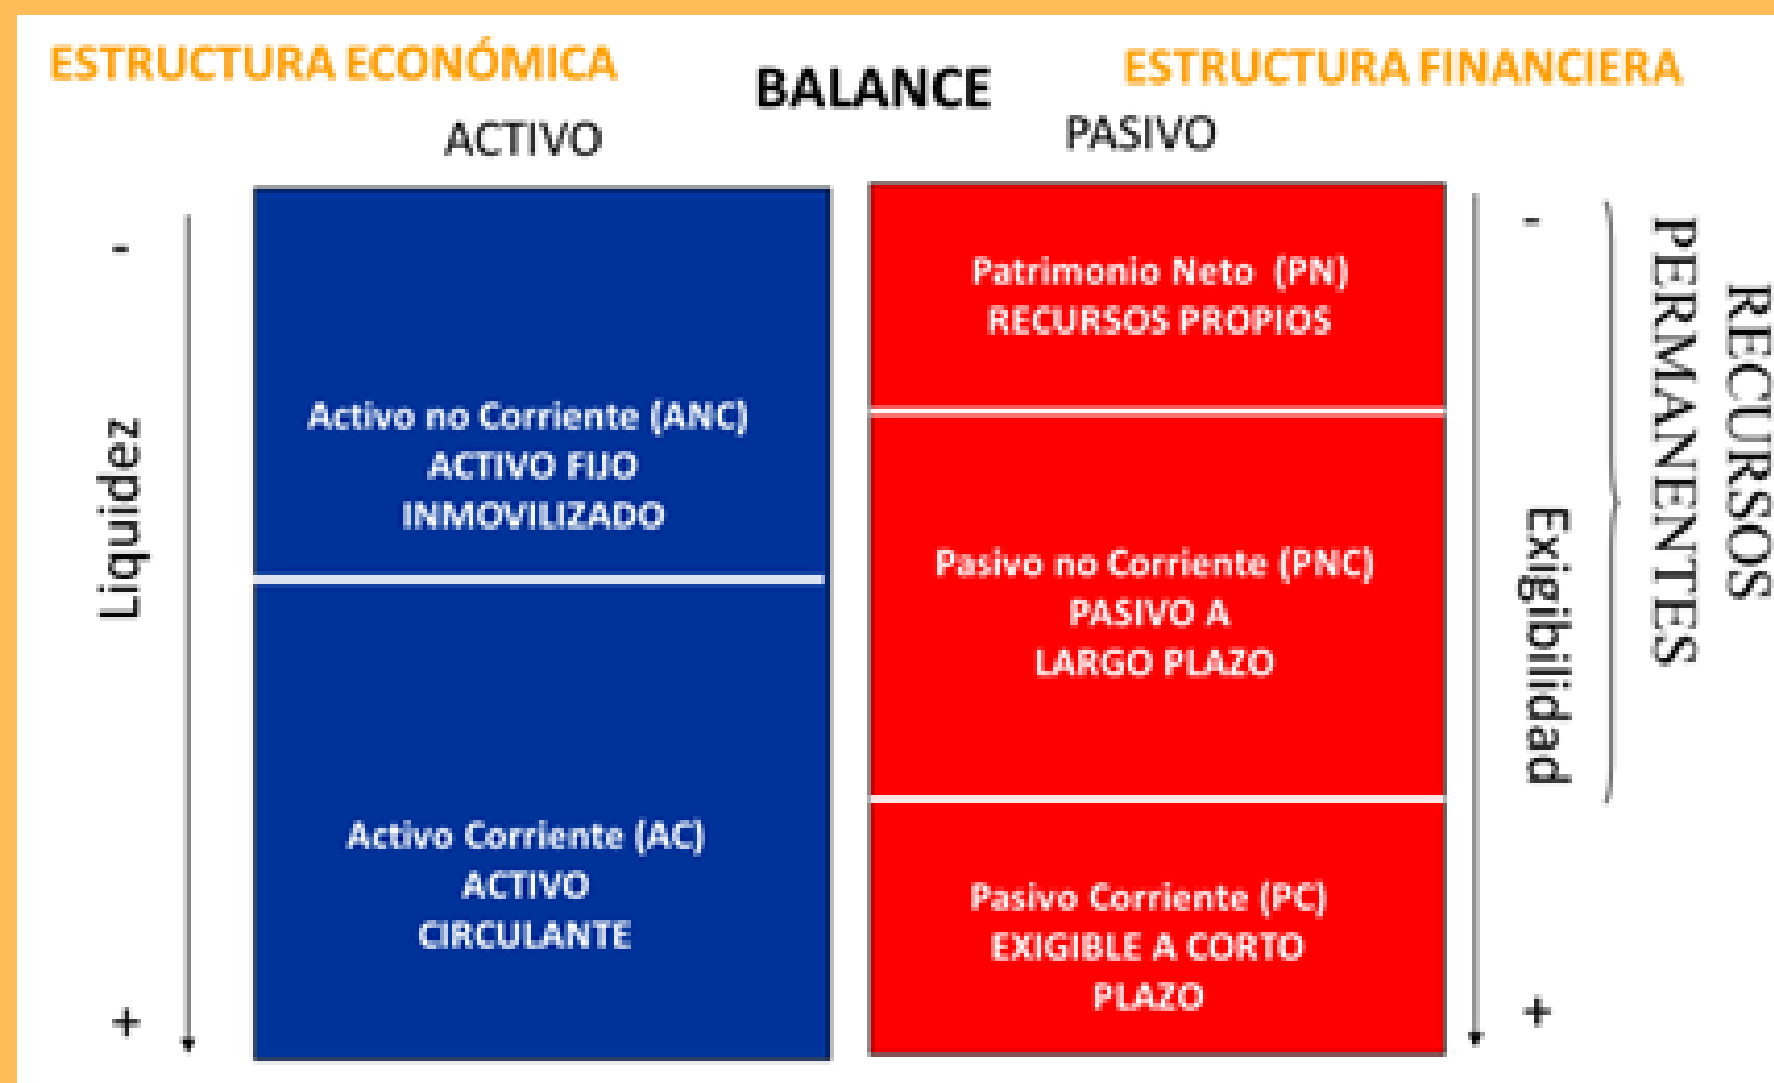 ESTRUCTURA ECONÓMICA
BALANCE
ESTRUCTURA FINANCIERA
ACTIVO
PASIVO
-
Liquidez
+
Activo no Corriente (ANC)
ACTIVO FIJO
INMOVILIZADO
Activo Corriente (AC)
ACTIVO
CIRCULANTE
Patrimonio Neto (PN)
RECURSOS PROPIOS
Pasivo no Corriente (PNC)
PASIVO A
LARGO PLAZO
Pasivo Corriente (PC)
EXIGIBLE A CORTO
PLAZO
-
Exigibilidad
+
RECURSOS
PERMANENTES